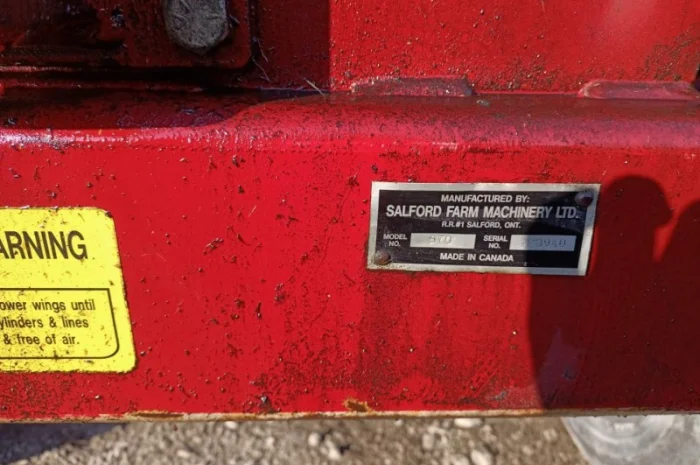 ARNING
ower wings until
ylinders & lines
& free of air.
MANUFACTURED BY:
SALFORD FARM MACHINERY LTD.
R.R.#1 SALFORD, ONT.
MODEL NO. SERIAL NO.
MADE IN CANADA